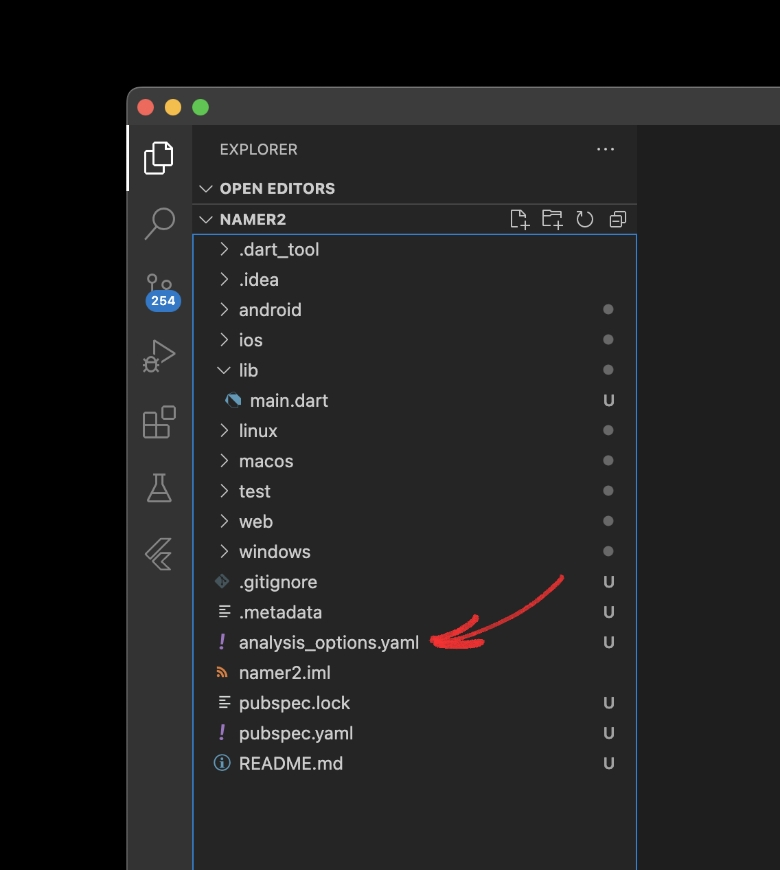 EXPLORER
OPEN EDITORS
NAMER2
.dart_tool
.idea
254
android
ios
lib
main.dart U
linux
macos
test
web
windows
.gitignore U
.metadata U
analysis_options.yaml U
namer2.iml
pubspec.lock U
pubspec.yaml U
README.md U